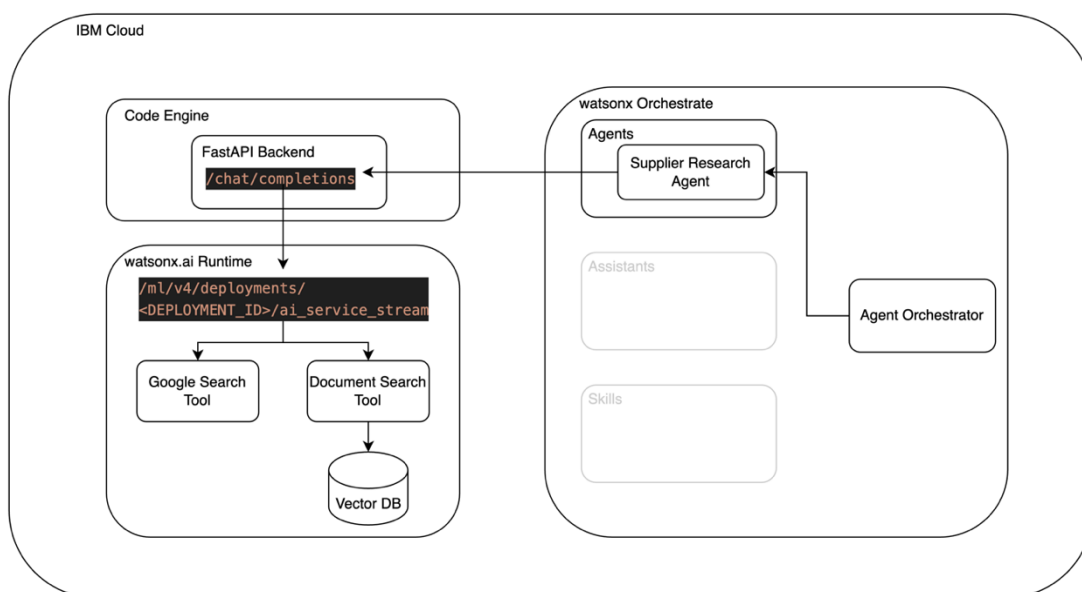 IBM Cloud
Code Engine
FastAPI Backend
/chat/completions
watsonx.ai Runtime
/ml/v4/deployments/
<DEPLOYMENT_ID>/ai_service_stream
Google Search
Tool
Document Search
Tool
Vector DB
watsonx Orchestrate
Agents
Supplier Research
Agent
Assistants
Skills
Agent Orchestrator